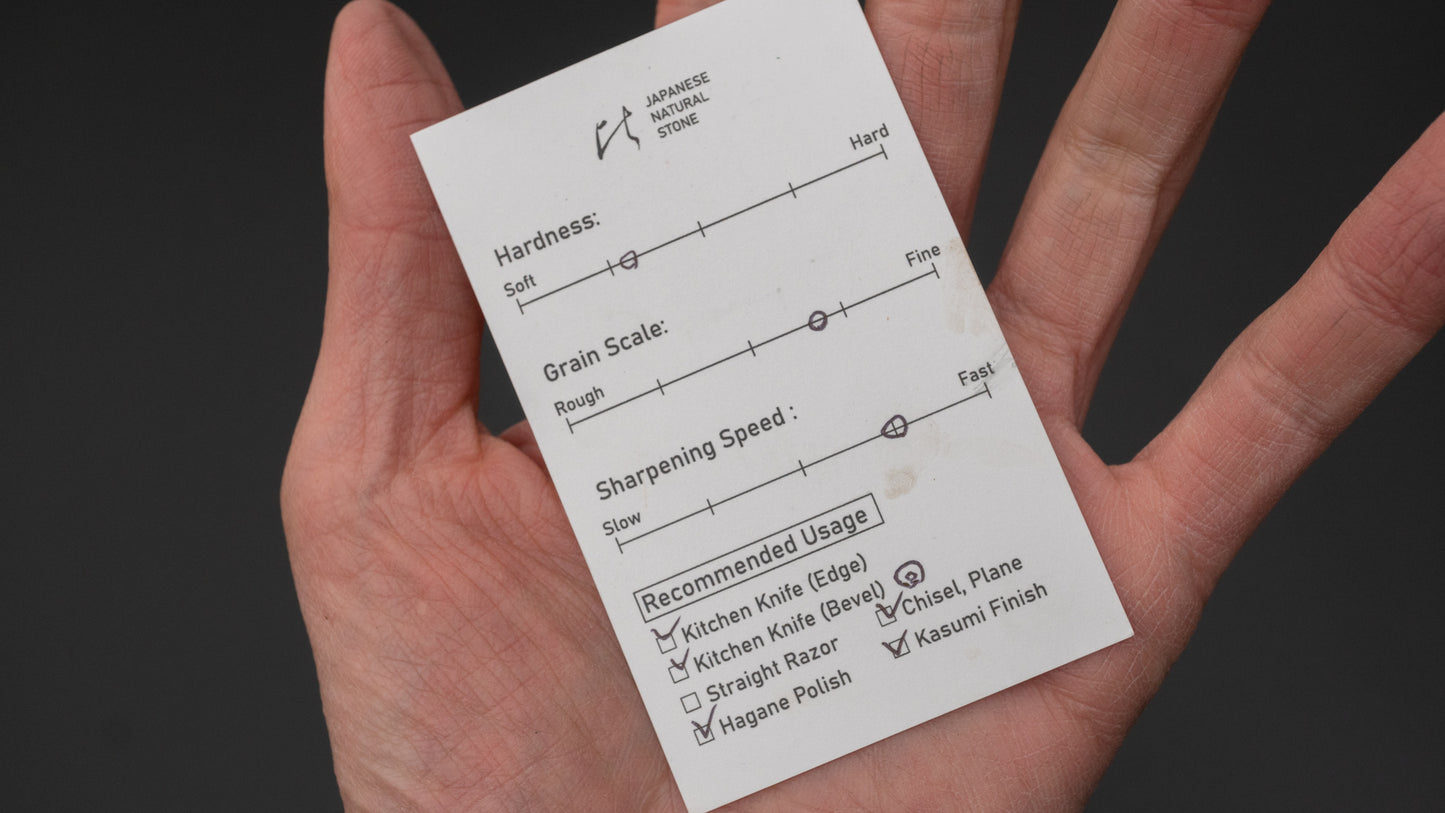 JAPANESE
NATURAL
STONE
Hardness:
Soft Hard
Grain Scale:
Rough Fine
Sharpening Speed :
Slow Fast
Recommended Usage
Kitchen Knife (Edge)
Kitchen Knife (Bevel)
Straight Razor
Hagane Polish
Chisel, Plane
Kasumi Finish